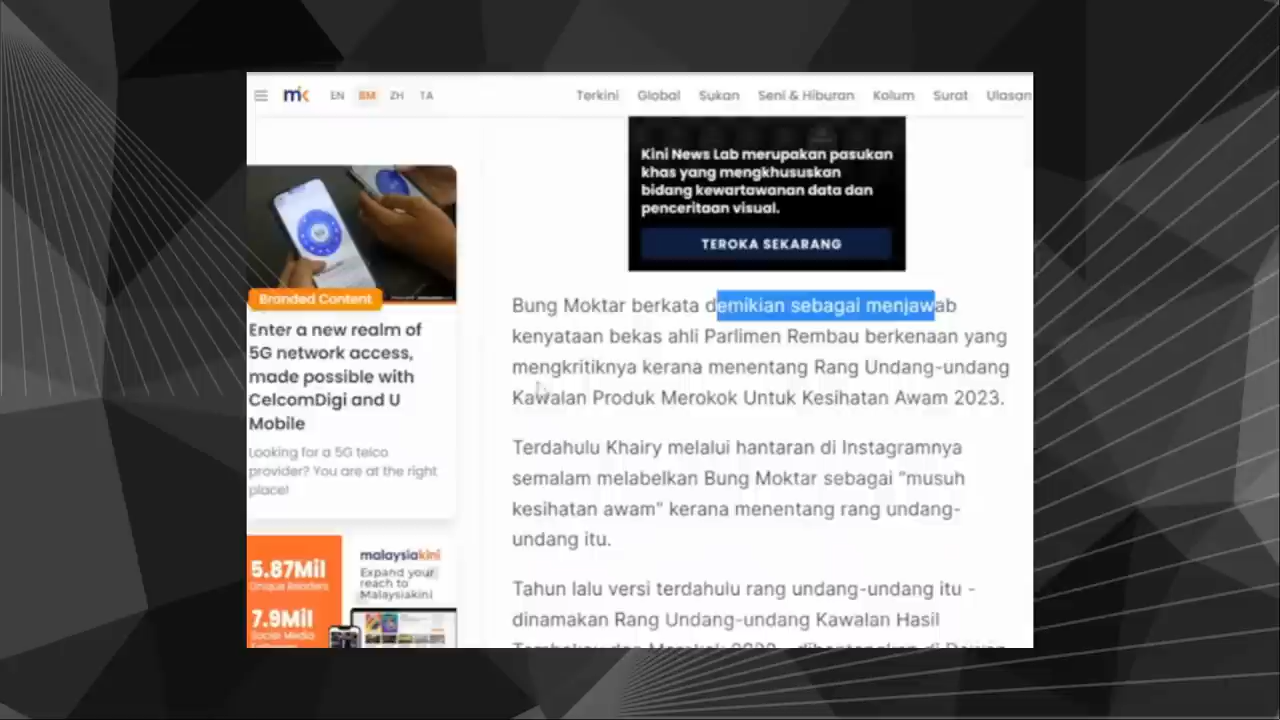 mk EN BM ZH TA Terkini Global Sukan Seni & Hiburan Kolum Surat Ulasan
Kini News Lab merupakan pasukan
khas yang mengkhususkan
bidang kewartawanan data dan
penceritaan visual.
TEROKA SEKARANG
Branded Content
Enter a new realm of
5G network access,
made possible with
CelcomDigi and U
Mobile
Looking for a 5G telco
provider? You are at the right
place!
5.87Mil
Unique Readers
7.9Mil
Social Media
malaysiakini
Expand your
reach to
Malaysiakini
Bung Moktar berkata demikian sebagai menjawab
kenyataan bekas ahli Parlimen Rembau berkenaan yang
mengkritiknya kerana menentang Rang Undang-undang
Kawalan Produk Merokok Untuk Kesihatan Awam 2023.
Terdahulu Khairy melalui hantaran di Instagramnya
semalam melabelkan Bung Moktar sebagai "musuh
kesihatan awam" kerana menentang rang undang-
undang itu.
Tahun lalu versi terdahulu rang undang-undang itu -
dinamakan Rang Undang-undang Kawalan Hasil